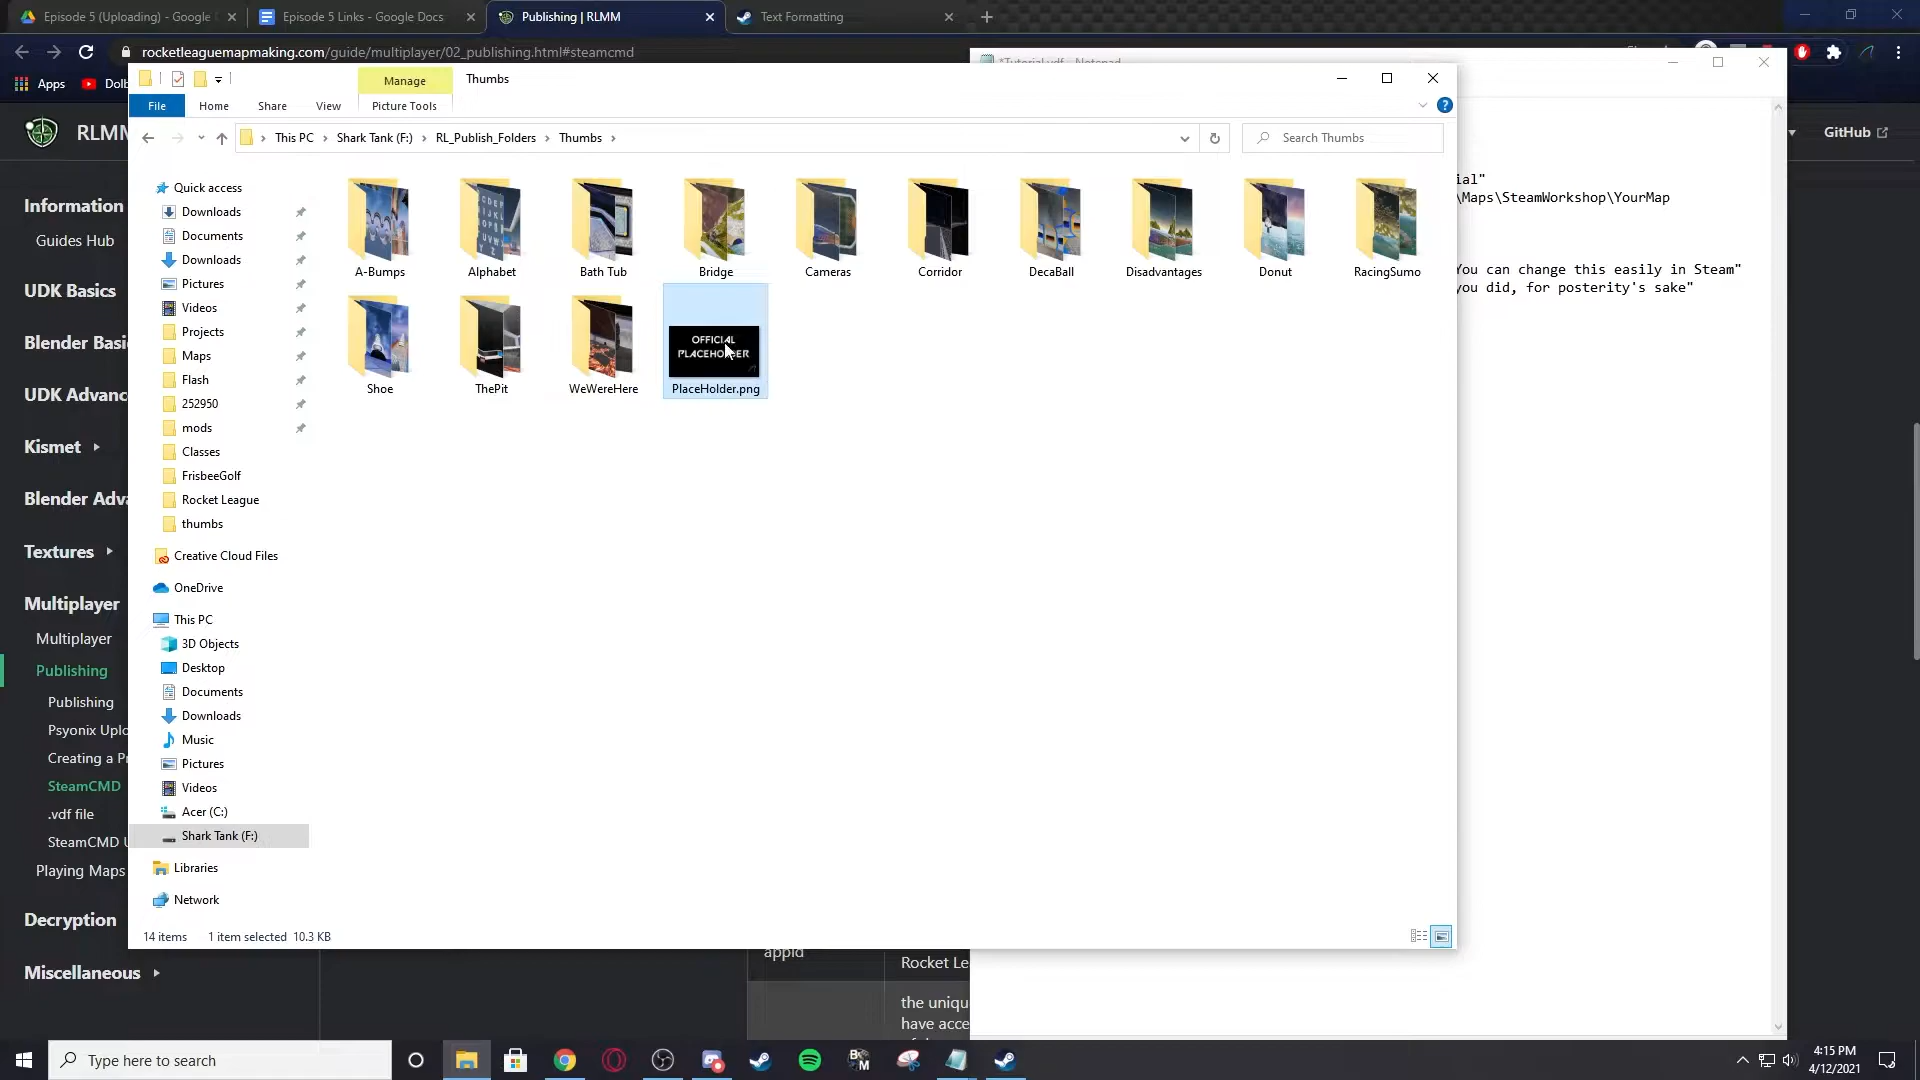 Episode 5 (Uploading) - Google
Episode 5 Links - Google Docs
Publishing | RLMM
Text Formatting
rocketleaguemapmaking.com/guide/multiplayer/02_publishing.html#steamcmd
Apps
Dolb
*Tutorial.vdf - Notepad
Manage
Thumbs
File
Home
Share
View
Picture Tools
This PC
Shark Tank (F:)
RL_Publish_Folders
Thumbs
Search Thumbs
RLMM
GitHub
Information
Guides Hub
UDK Basics
Blender Basi
UDK Advanc
Kismet
Blender Adva
Textures
Multiplayer
Multiplayer
Publishing
Publishing
Psyonix Uplo
Creating a Pr
SteamCMD
.vdf file
SteamCMD U
Playing Maps
Decryption
Miscellaneous
Quick access
Downloads
Documents
Downloads
Pictures
Videos
Projects
Maps
Flash
252950
mods
Classes
FrisbeeGolf
Rocket League
thumbs
Creative Cloud Files
OneDrive
This PC
3D Objects
Desktop
Documents
Downloads
Music
Pictures
Videos
Acer (C:)
Shark Tank (F:)
Libraries
Network
A-Bumps
Alphabet
Bath Tub
Bridge
Cameras
Corridor
DecaBall
Disadvantages
Donut
RacingSumo
Shoe
ThePit
WeWereHere
OFFICIAL
PLACEHOLDER
PlaceHolder.png
ial"
\Maps\SteamWorkshop\YourMap
You can change this easily in Steam"
you did, for posterity's sake"
14 items
1 item selected 10.3 KB
appid
Rocket Le
the uniqu
have acce
Type here to search
4:15 PM
4/12/2021